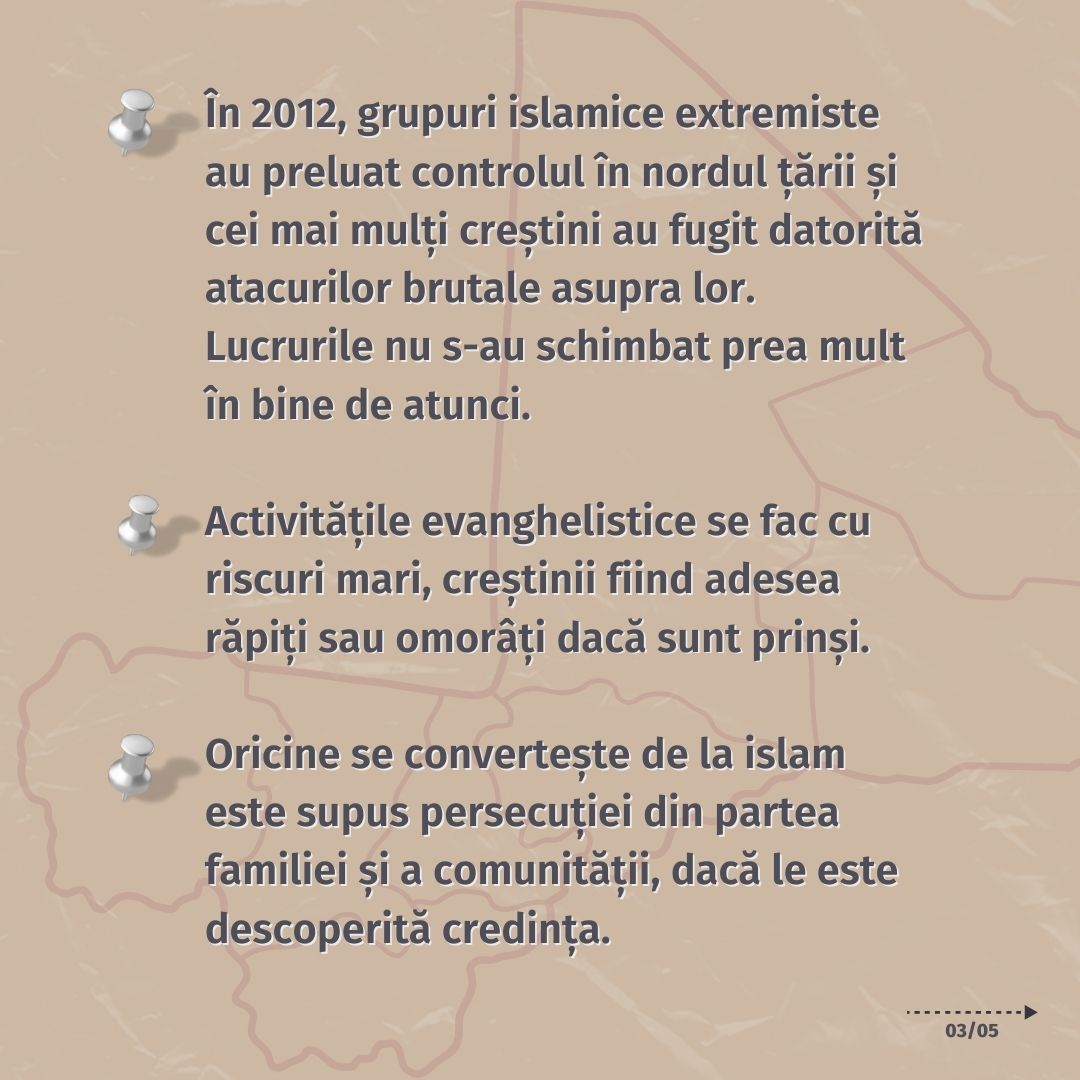 În 2012, grupuri islamice extremiste
au preluat controlul în nordul țării și
cei mai mulți creștini au fugit datorită
atacurilor brutale asupra lor.
Lucrurile nu s-au schimbat prea mult
în bine de atunci.
Activitățile evanghelistice se fac cu
riscuri mari, creștinii fiind adesea
răpiți sau omorâți dacă sunt prinși.
Oricine se convertește de la islam
este supus persecuției din partea
familiei și a comunității, dacă le este
descoperită credința.
03/05